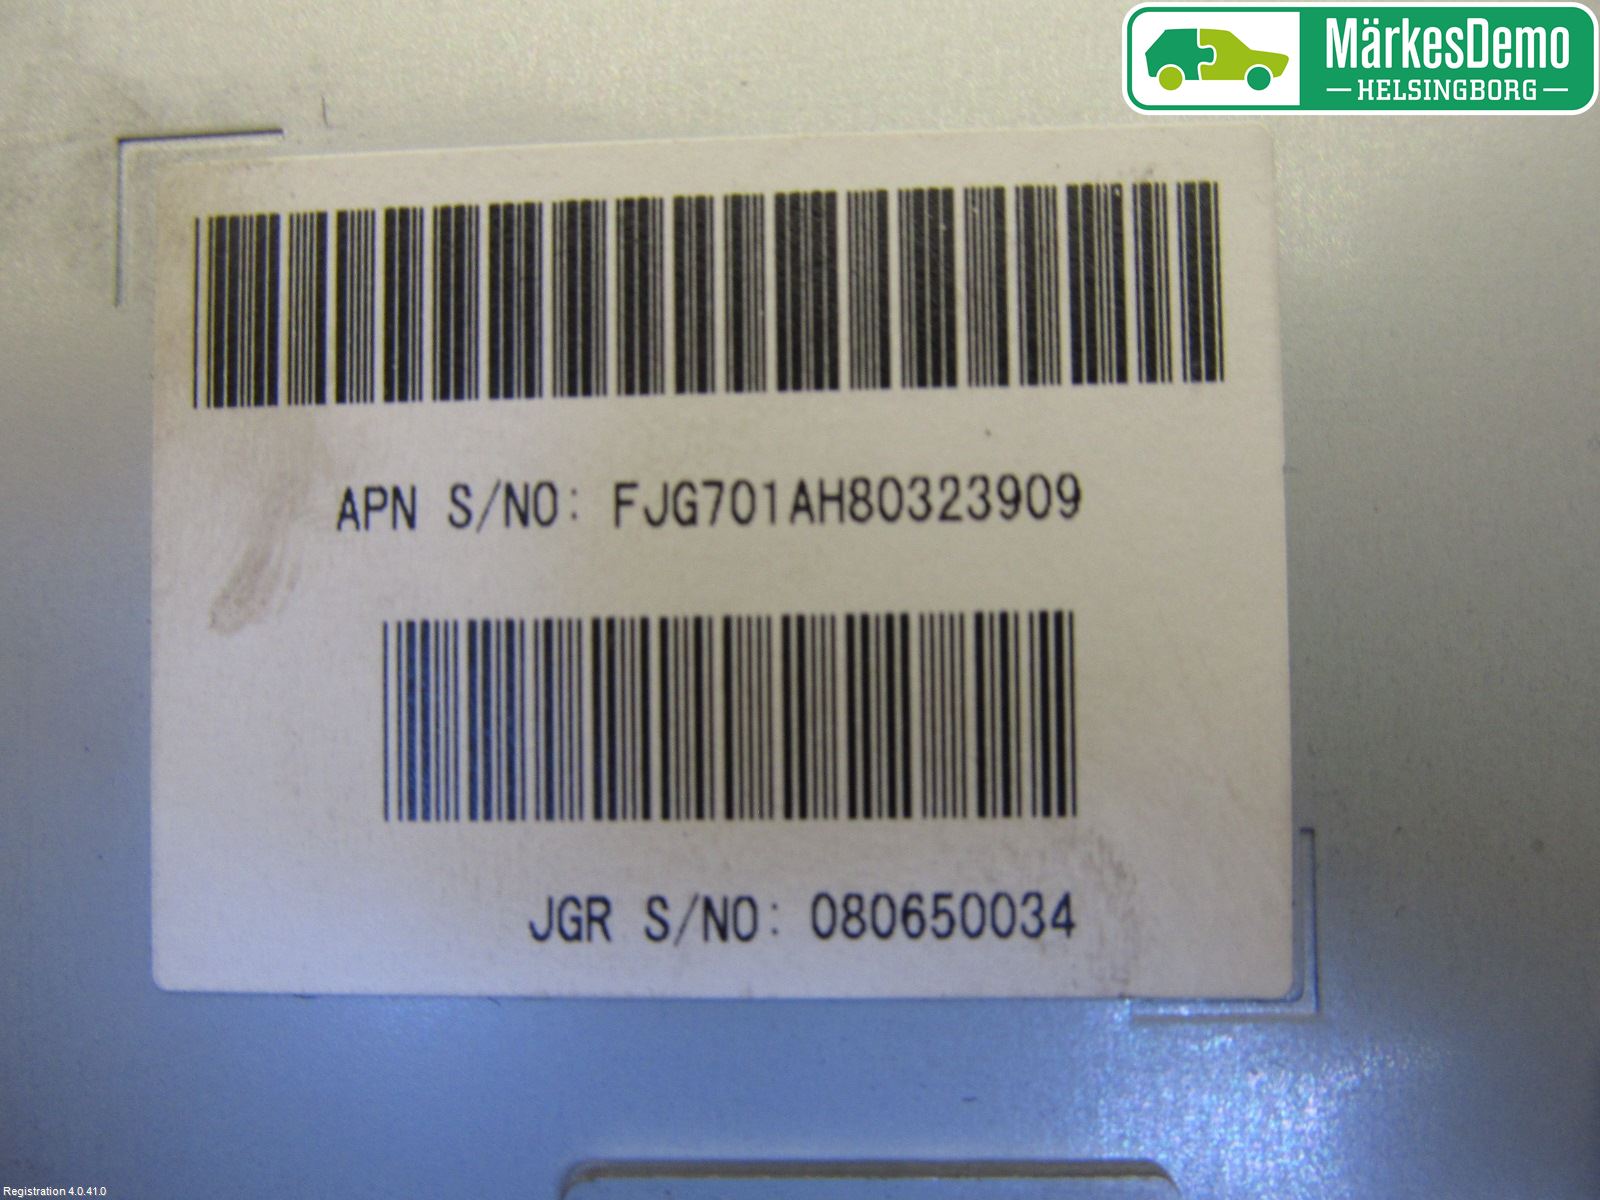 MärkesDemo
HELSINGBORG
APN S/NO: FJG701AH80323909
JGR S/NO: 080650034
Registration 4.0.41.0